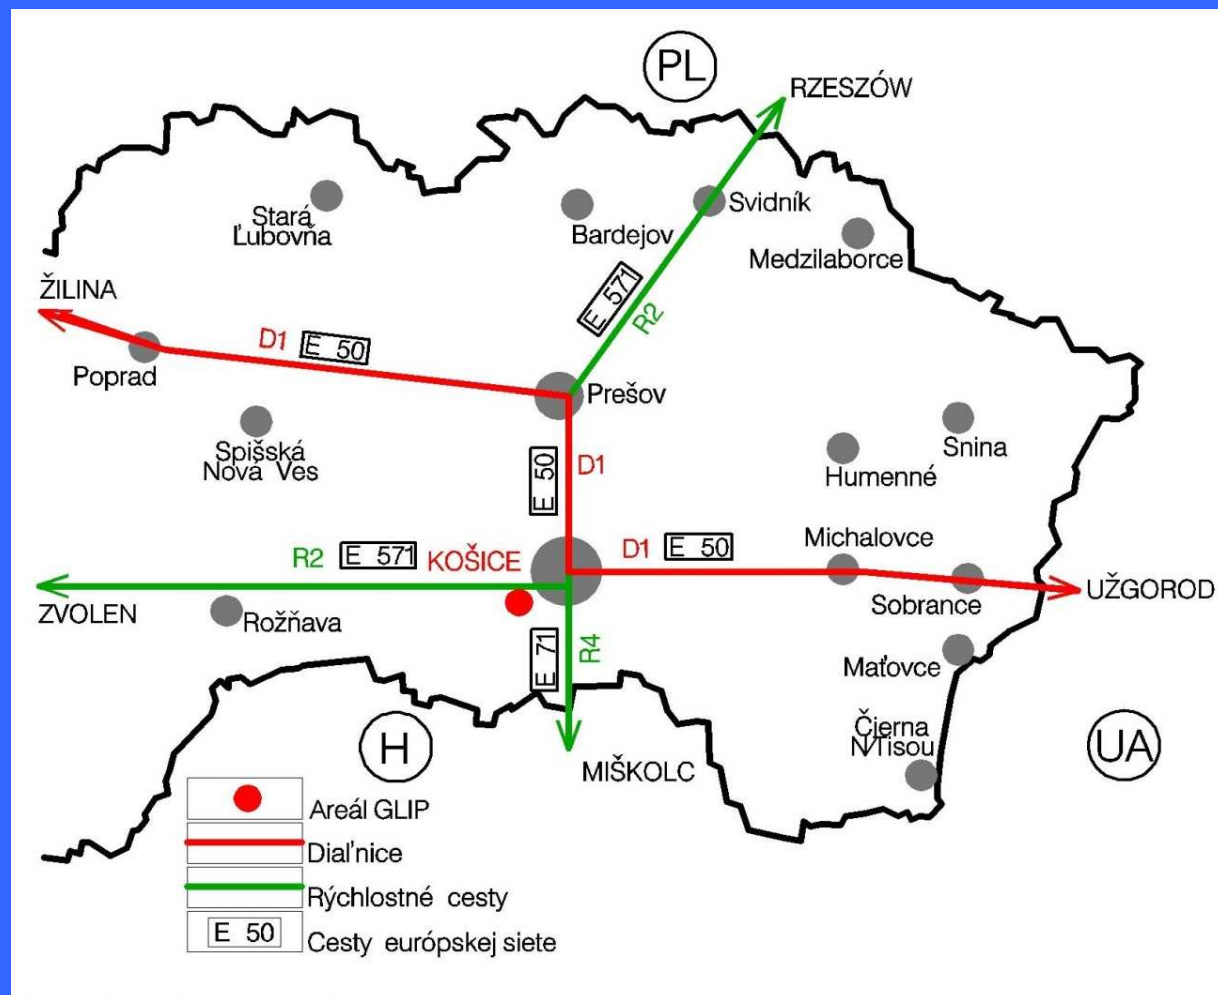 PL
RZESZÓW
Stará
Ľubovňa
Bardejov
Svidník
Medzilaborce
ŽILINA
E 571
R2
D1
E 50
Poprad
Prešov
Spišská
Nová Ves
E 50
D1
Snina
Humenné
R2
E 571
KOŠICE
D1
E 50
Michalovce
ZVOLEN
Rožňava
Sobrance
UŽGOROD
E 71
R4
Maťovce
H
Čierna
N/Tisou
UA
MIŠKOLC
Areál GLIP
Diaľnice
Rýchlostné cesty
E 50
Cesty európskej siete